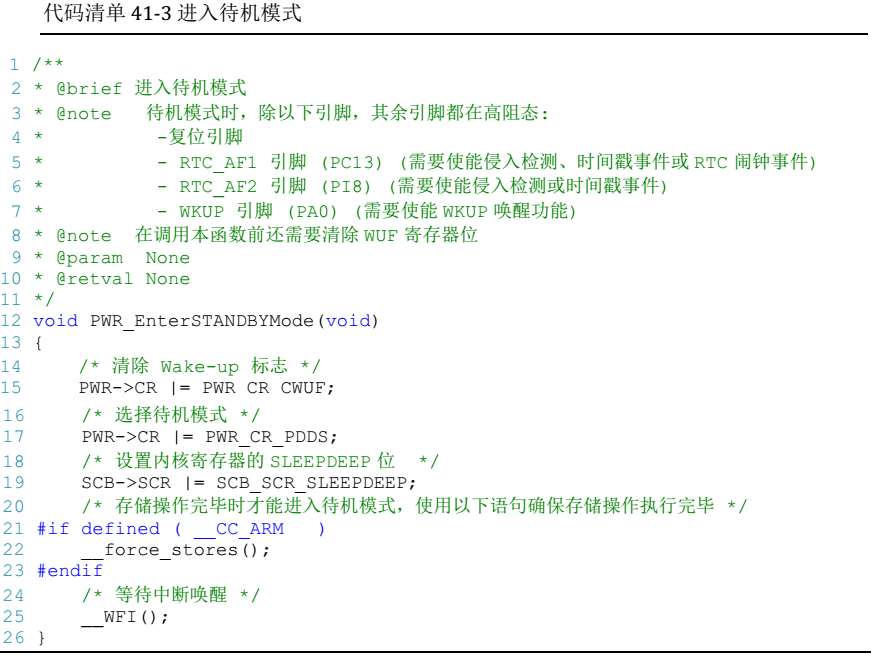 代码清单 41-3 进入待机模式
1 /**
2 * @brief 进入待机模式
3 * @note 待机模式时，除以下引脚，其余引脚都在高阻态：
4 * -复位引脚
5 * - RTC_AF1 引脚 (PC13) (需要使能侵入检测、时间戳事件或 RTC 闹钟事件)
6 * - RTC_AF2 引脚 (PI8) (需要使能侵入检测或时间戳事件)
7 * - WKUP 引脚 (PA0) (需要使能 WKUP 唤醒功能)
8 * @note 在调用本函数前还需要清除 WUF 寄存器位
9 * @param None
10 * @retval None
11 */
12 void PWR_EnterSTANDBYMode(void)
13 {
14 /* 清除 Wake-up 标志 */
15 PWR->CR |= PWR CR CWUF;
16 /* 选择待机模式 */
17 PWR->CR |= PWR_CR_PDDS;
18 /* 设置内核寄存器的 SLEEPDEEP 位 */
19 SCB->SCR |= SCB_SCR_SLEEPDEEP;
20 /* 存储操作完毕时才能进入待机模式，使用以下语句确保存储操作执行完毕 */
21 #if defined ( __CC_ARM )
22 __force_stores();
23 #endif
24 /* 等待中断唤醒 */
25 __WFI();
26 }